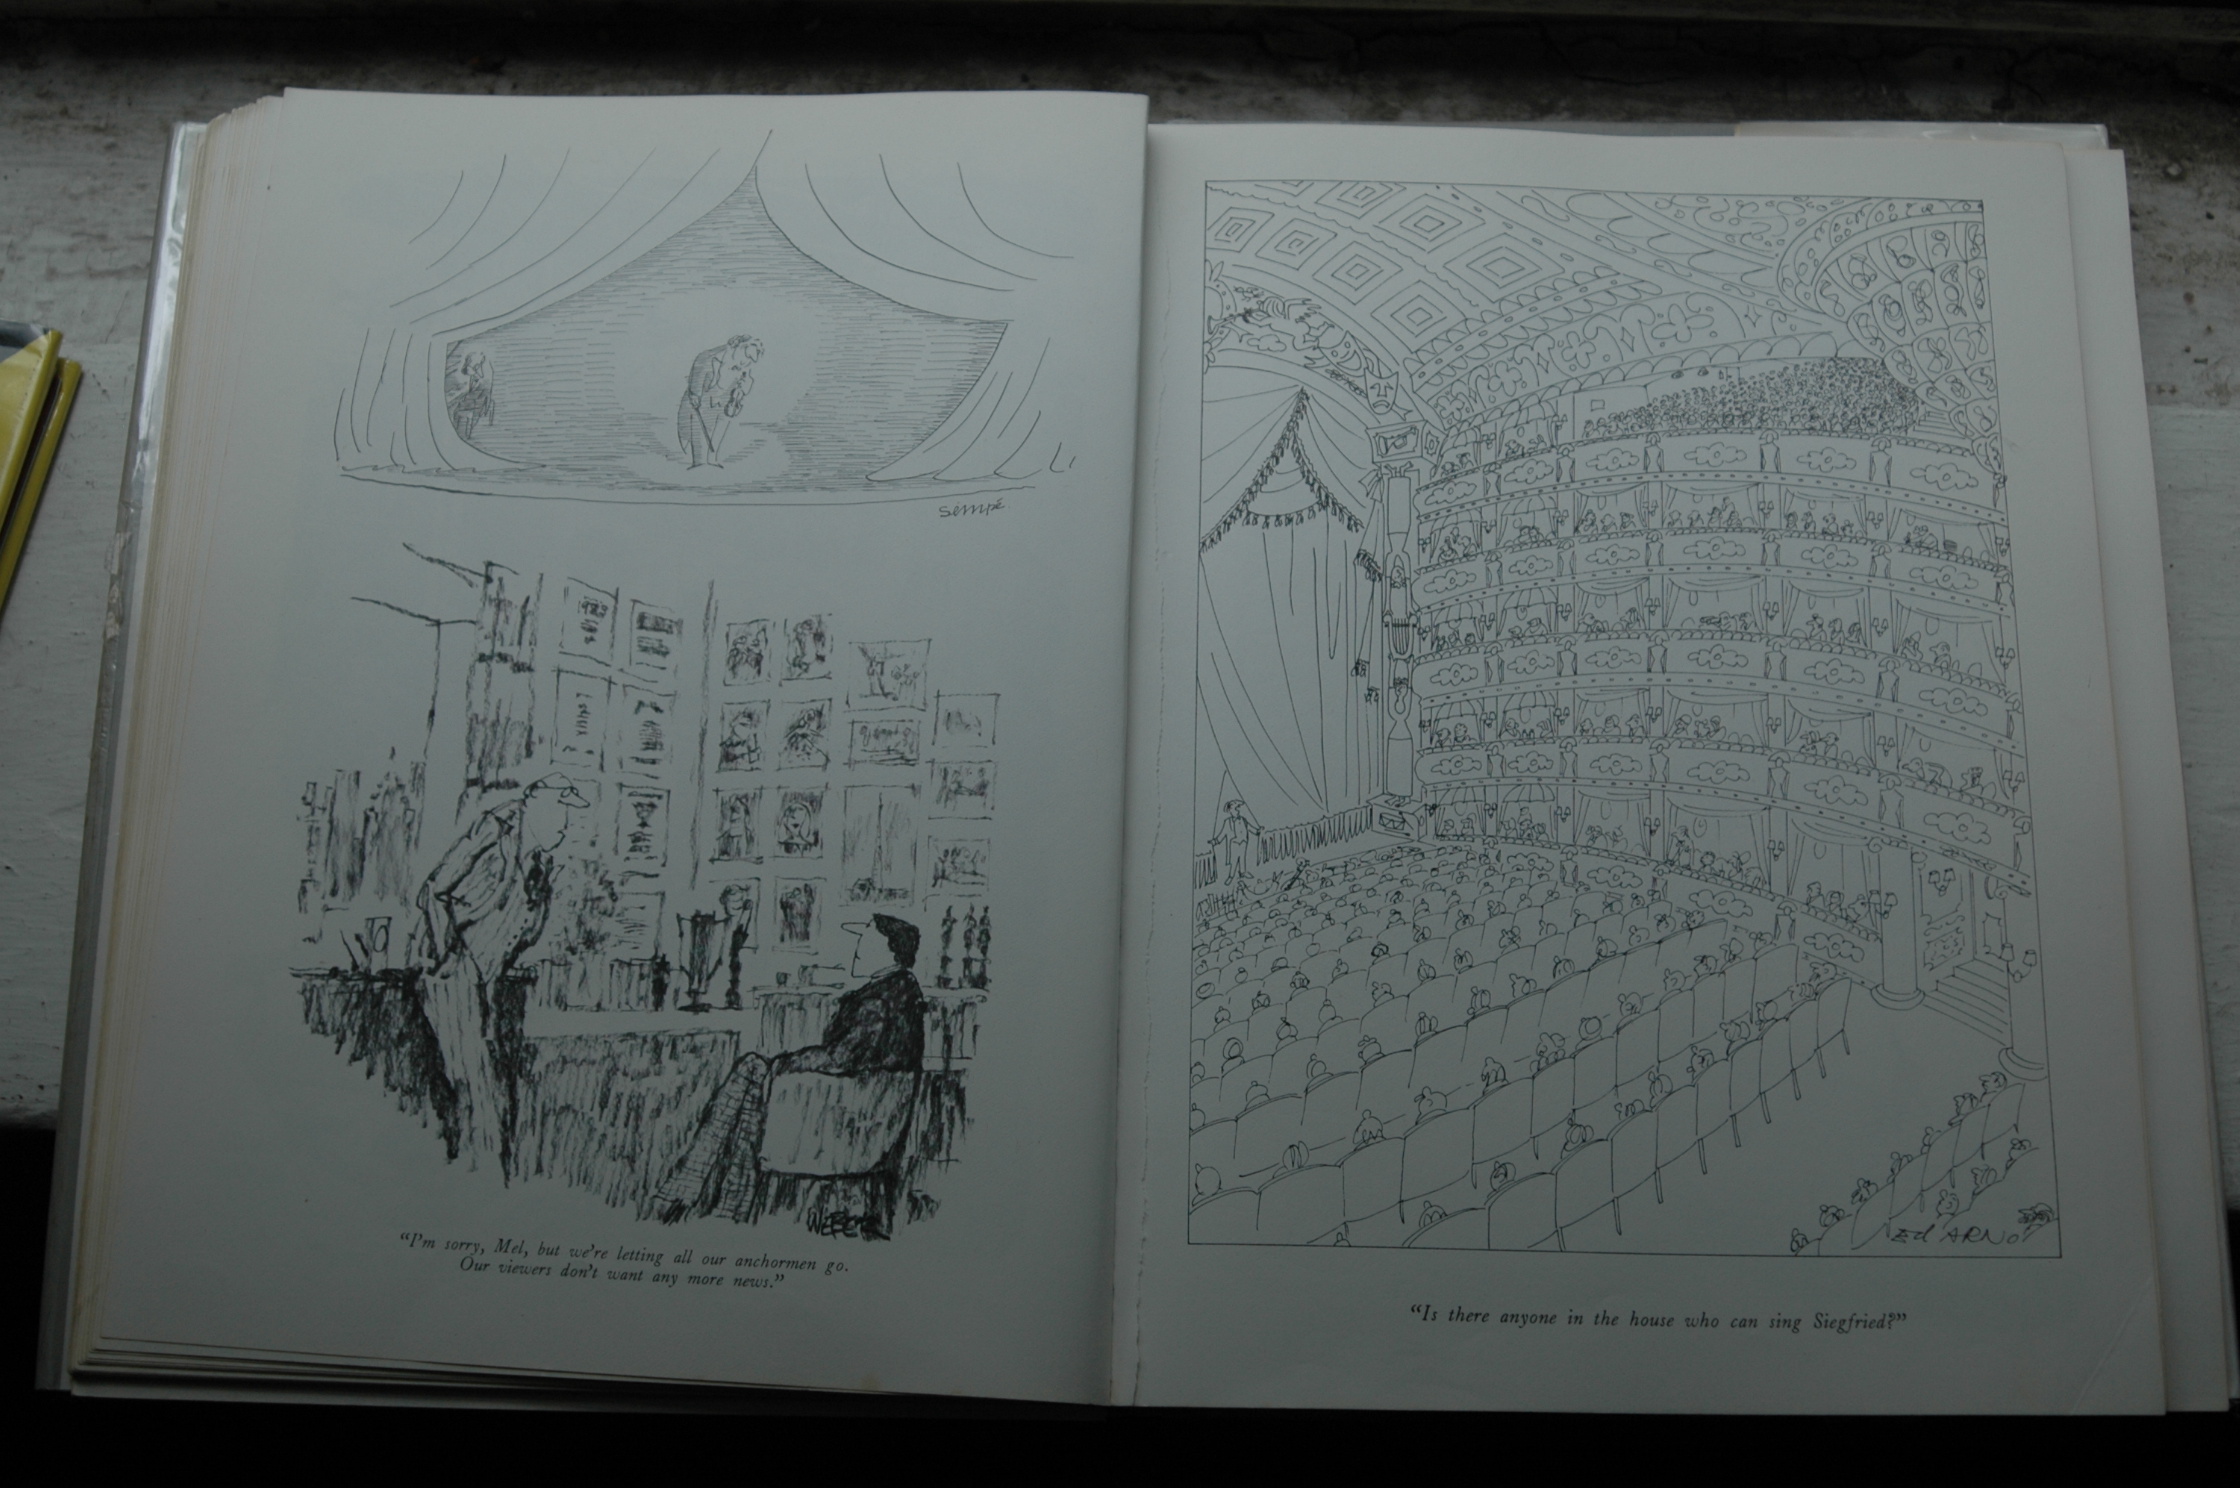 Sempé.
WEBER
“I'm sorry, Mel, but we're letting all our anchormen go.
Our viewers don't want any more news.”
Ed ARNO
“Is there anyone in the house who can sing Siegfried?”